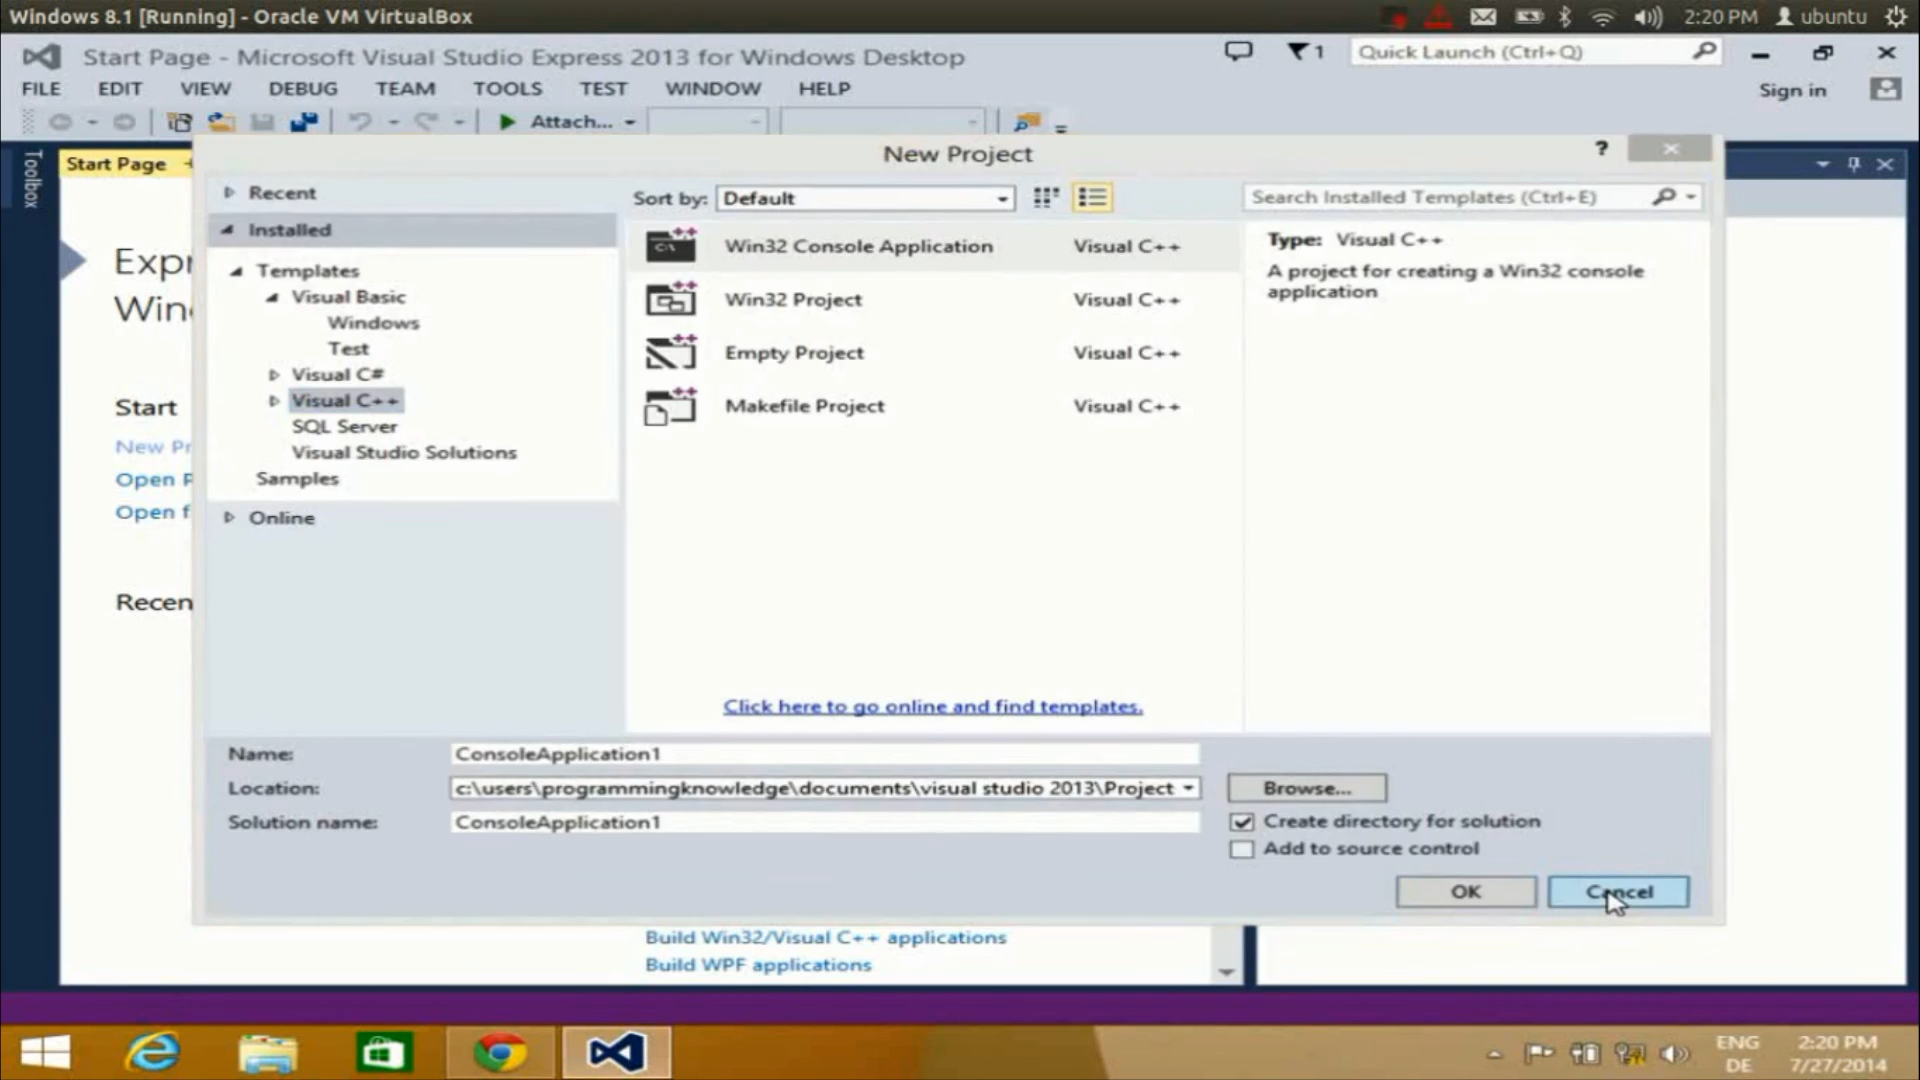 Windows 8.1 [Running] - Oracle VM VirtualBox
2:20 PM ubuntu
Start Page - Microsoft Visual Studio Express 2013 for Windows Desktop
1
Quick Launch (Ctrl+Q)
FILE EDIT VIEW DEBUG TEAM TOOLS TEST WINDOW HELP
Sign in
Attach...
Toolbox
Start Page
New Project
?
Recent
Sort by: Default
Search Installed Templates (Ctrl+E)
Installed
Templates
Visual Basic
Windows
Test
Visual C#
Visual C++
SQL Server
Visual Studio Solutions
Samples
Online
Win32 Console Application Visual C++
Win32 Project Visual C++
Empty Project Visual C++
Makefile Project Visual C++
Type: Visual C++
A project for creating a Win32 console
application
Expr
Win
Start
New Pr
Open P
Open f
Recen
Click here to go online and find templates.
Name: ConsoleApplication1
Location: c:\users\programmingknowledge\documents\visual studio 2013\Project
Browse...
Solution name: ConsoleApplication1
Create directory for solution
Add to source control
OK Cancel
Build Win32/Visual C++ applications
Build WPF applications
ENG 2:20 PM
DE 7/27/2014